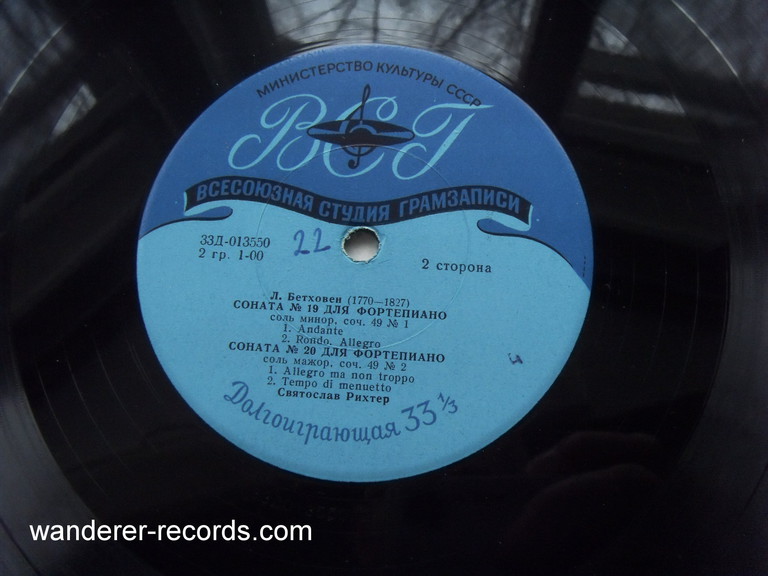 МИНИСТЕРСТВО КУЛЬТУРЫ СССР
ВСГ
ВСЕСОЮЗНАЯ СТУДИЯ ГРАМЗАПИСИ
33Д-013550
22
2 гр. 1-00
2 сторона
Л. Бетховен (1770—1827)
СОНАТА № 19 ДЛЯ ФОРТЕПИАНО
соль минор, соч. 49 № 1
1. Andante
2. Rondo. Allegro
СОНАТА № 20 ДЛЯ ФОРТЕПИАНО
соль мажор, соч. 49 № 2
1. Allegro ma non troppo
2. Tempo di menuetto
Святослав Рихтер
Долгоиграющая 33 1/3
wanderer-records.com